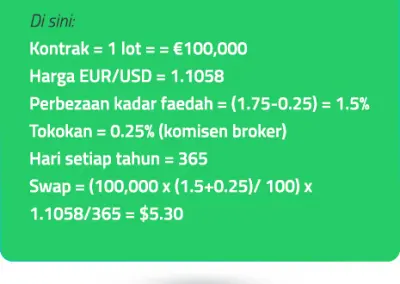 Di sini:
Kontrak = 1 lot = = €100,000
Harga EUR/USD = 1.1058
Perbezaan kadar faedah = (1.75-0.25) = 1.5%
Tokokan = 0.25% (komisen broker)
Hari setiap tahun = 365
Swap = (100,000 x (1.5+0.25)/ 100) x
1.1058/365 = $5.30